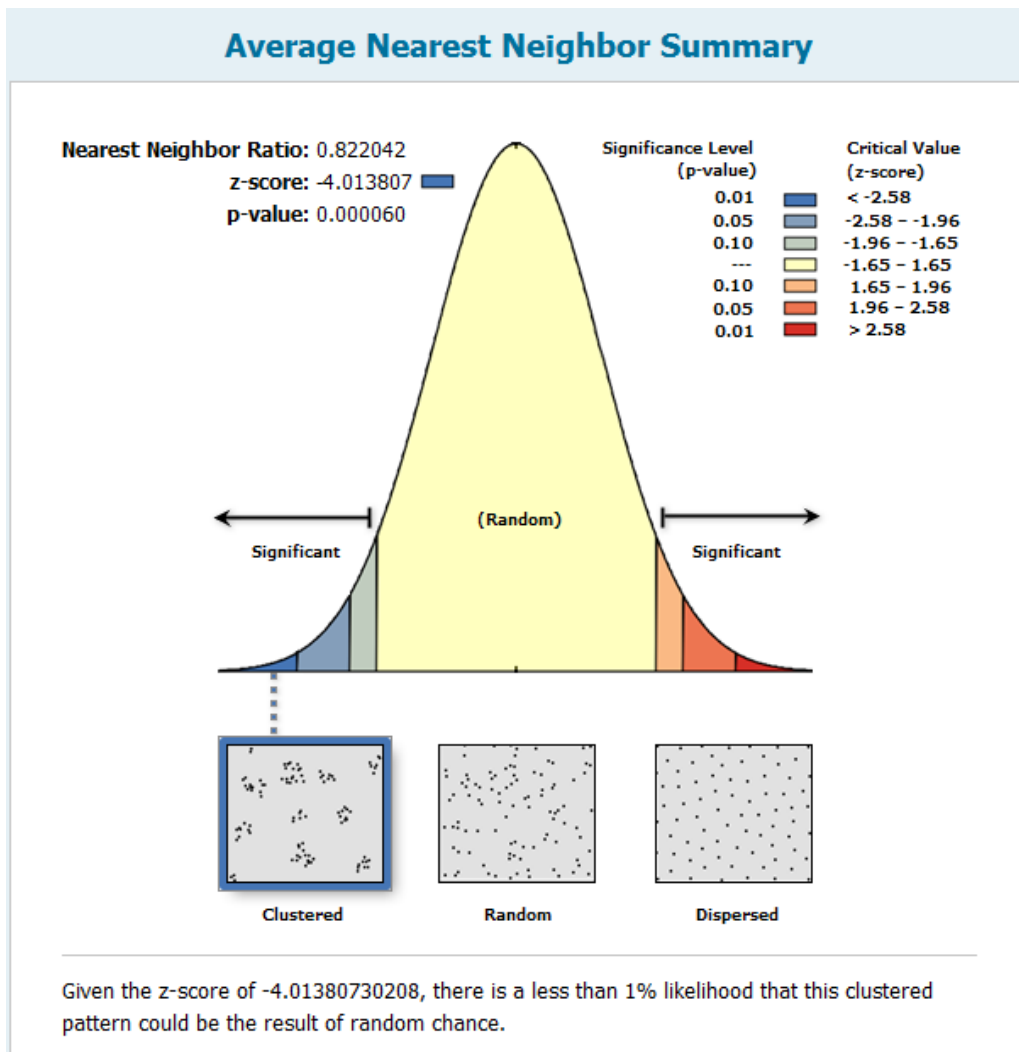 Average Nearest Neighbor Summary
Nearest Neighbor Ratio: 0.822042
z-score: -4.013807
p-value: 0.000060
Significance Level
(p-value)
Critical Value
(z-score)
0.01 < -2.58
0.05 -2.58 – -1.96
0.10 -1.96 – -1.65
--- -1.65 – 1.65
0.10 1.65 – 1.96
0.05 1.96 – 2.58
0.01 > 2.58
(Random)
Significant
Significant
Clustered
Random
Dispersed
Given the z-score of -4.01380730208, there is a less than 1% likelihood that this clustered
pattern could be the result of random chance.